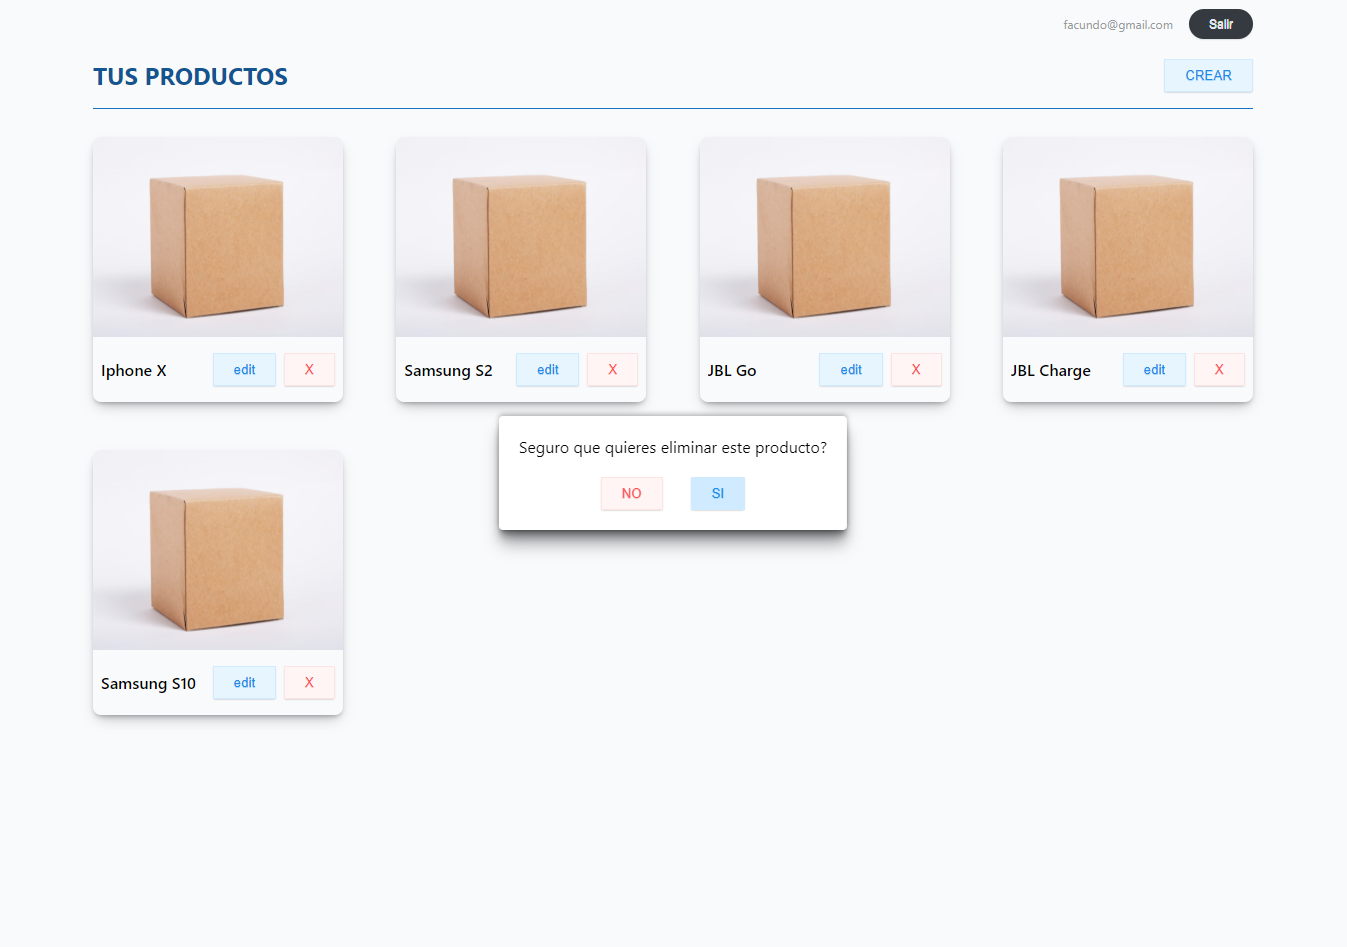 facundo@gmail.com Salir
TUS PRODUCTOS CREAR
Iphone X edit X
Samsung S2 edit X
JBL Go edit X
JBL Charge edit X
Seguro que quieres eliminar este producto?
NO SI
Samsung S10 edit X